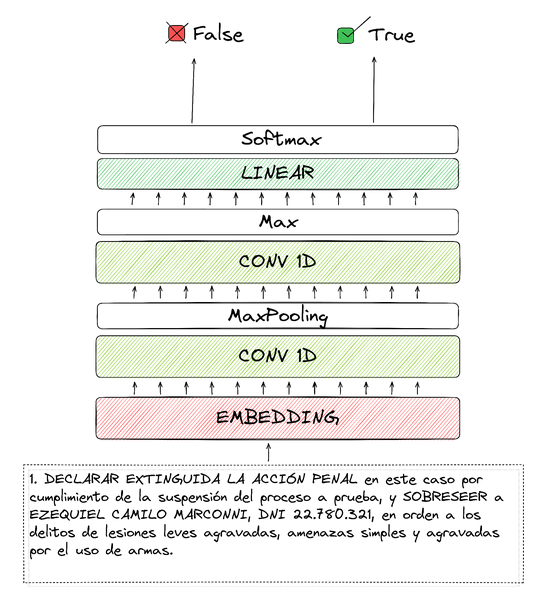 False
True
Softmax
LINEAR
Max
CONV 1D
MaxPooling
CONV 1D
EMBEDDING
1. DECLARAR EXTINGUIDA LA ACCIÓN PENAL en este caso por
cumplimiento de la suspensión del proceso a prueba, y SOBRESEER a
EZEQUIEL CAMILO MARCONNI, DNI 22.780.321, en orden a los
delitos de lesiones leves agravadas, amenazas simples y agravadas
por el uso de armas.